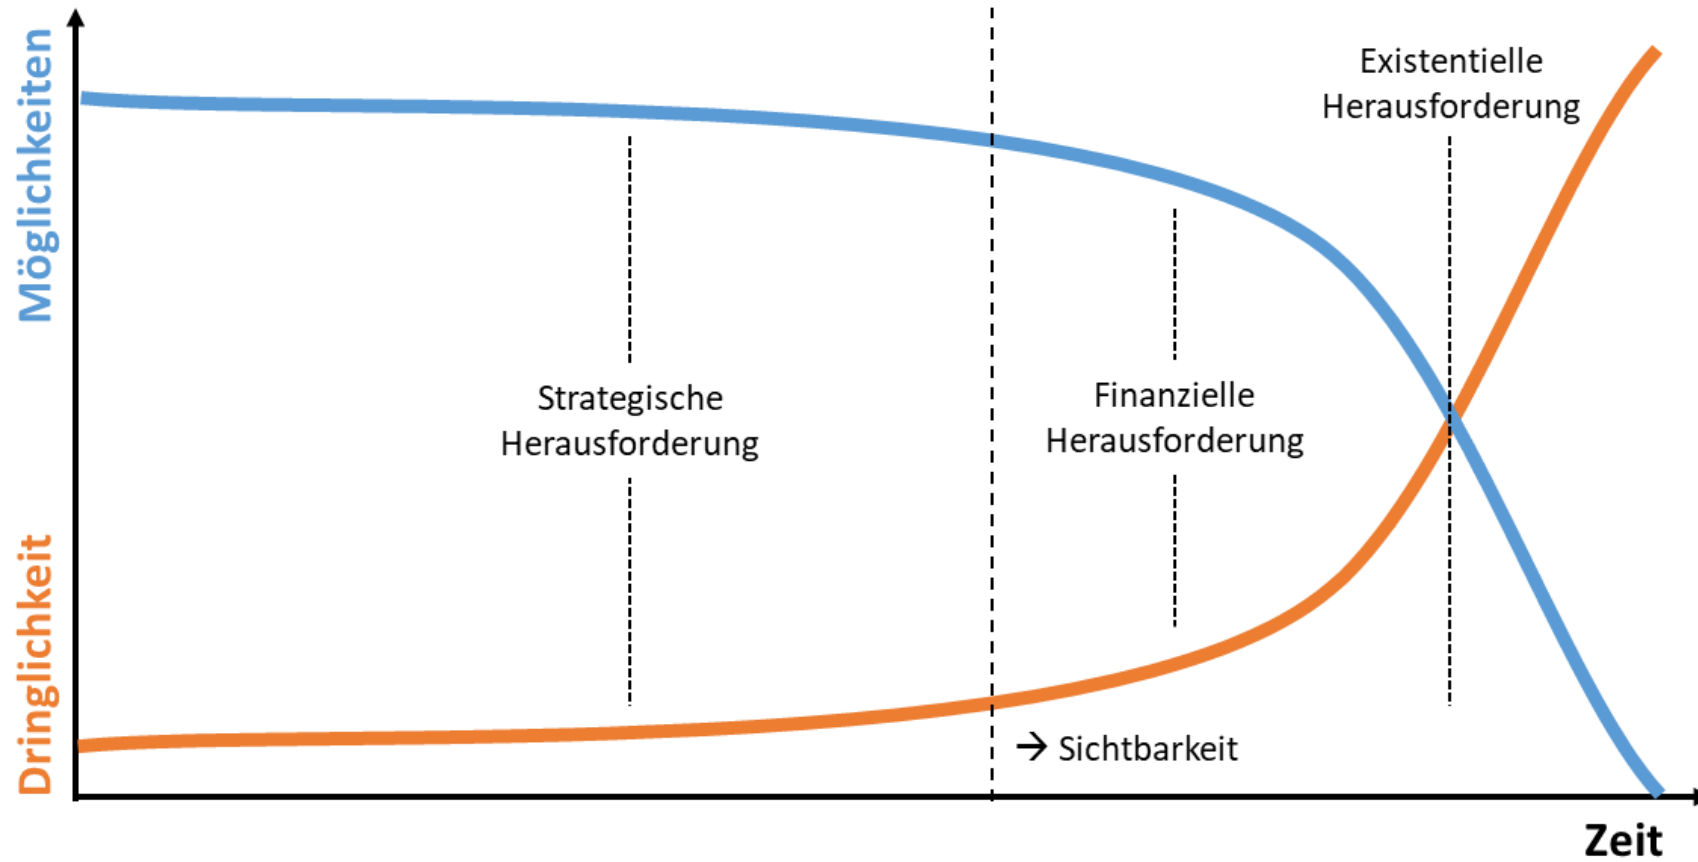 Möglichkeiten
Dringlichkeit
Strategische
Herausforderung
Finanzielle
Herausforderung
Existentielle
Herausforderung
→ Sichtbarkeit
Zeit